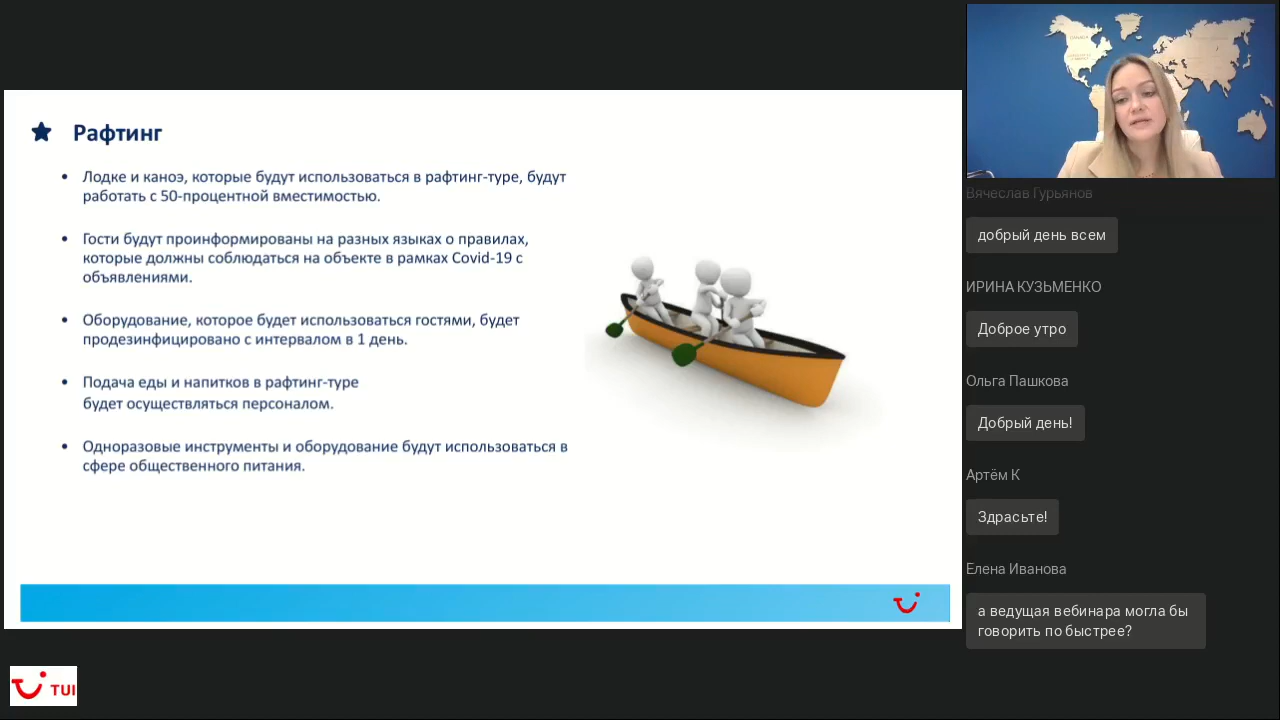 Рафтинг
Лодке и каноэ, которые будут использоваться в рафтинг-туре, будут
работать с 50-процентной вместимостью.
Гости будут проинформированы на разных языках о правилах,
которые должны соблюдаться на объекте в рамках Covid-19 с
объявлениями.
Оборудование, которое будет использоваться гостями, будет
продезинфицировано с интервалом в 1 день.
Подача еды и напитков в рафтинг-туре
будет осуществляться персоналом.
Одноразовые инструменты и оборудование будут использоваться в
сфере общественного питания.
TUI
Вячеслав Гурьянов
добрый день всем
ИРИНА КУЗЬМЕНКО
Доброе утро
Ольга Пашкова
Добрый день!
Артём К
Здрасьте!
Елена Иванова
а ведущая вебинара могла бы
говорить по быстрее?